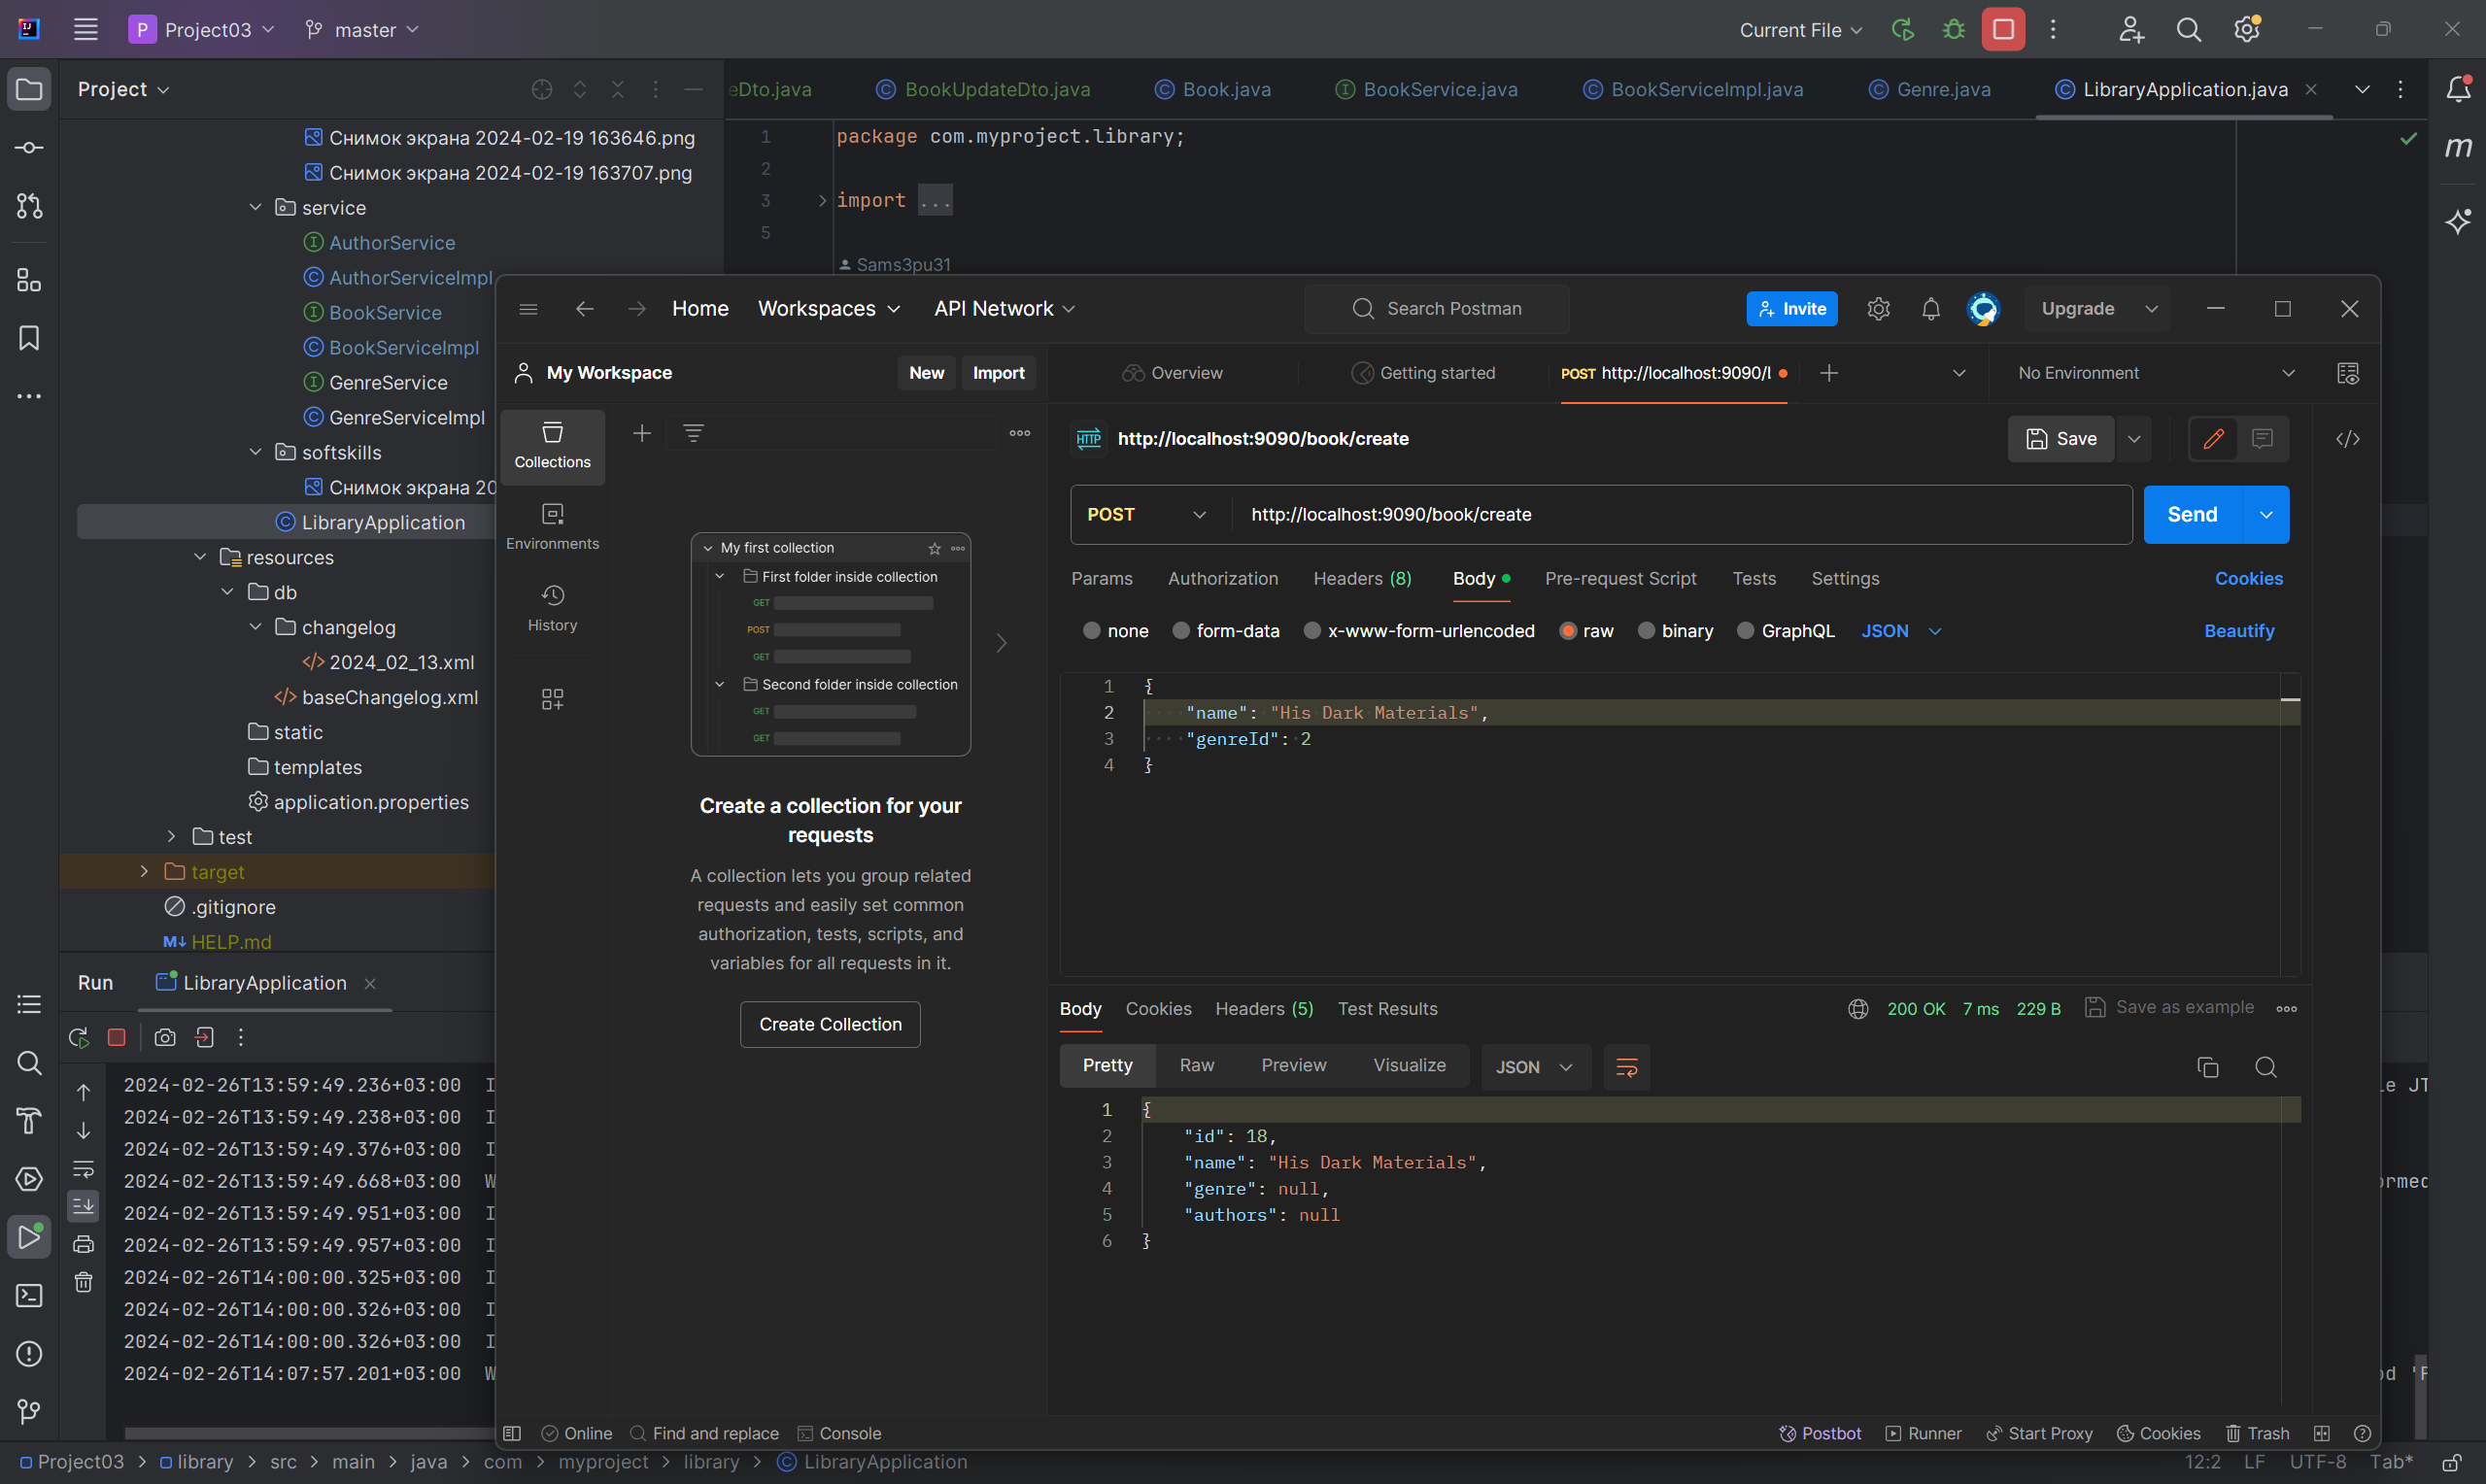 P Project03 master Current File
Project
eDto.java BookUpdateDto.java Book.java BookService.java BookServiceImpl.java Genre.java LibraryApplication.java
Снимок экрана 2024-02-19 163646.png
Снимок экрана 2024-02-19 163707.png
service
AuthorService
AuthorServiceImpl
BookService
BookServiceImpl
GenreService
GenreServiceImpl
softskills
Снимок экрана 20
LibraryApplication
resources
db
changelog
2024_02_13.xml
baseChangelog.xml
static
templates
application.properties
test
target
.gitignore
M↓ HELP.md
1 package com.myproject.library;
2
3 import ...
5
Sams3pu31
Home Workspaces API Network Search Postman Invite Upgrade
My Workspace New Import
Overview Getting started POST http://localhost:9090/l No Environment
Collections
Environments
History
My first collection
First folder inside collection
GET
POST
GET
Second folder inside collection
GET
GET
Create a collection for your
requests
A collection lets you group related
requests and easily set common
authorization, tests, scripts, and
variables for all requests in it.
Create Collection
HTTP http://localhost:9090/book/create Save
POST http://localhost:9090/book/create Send
Params Authorization Headers (8) Body Pre-request Script Tests Settings Cookies
none form-data x-www-form-urlencoded raw binary GraphQL JSON Beautify
1 {
2 "name": "His Dark Materials",
3 "genreId": 2
4 }
Body Cookies Headers (5) Test Results 200 OK 7 ms 229 B Save as example
Pretty Raw Preview Visualize JSON
1 {
2 "id": 18,
3 "name": "His Dark Materials",
4 "genre": null,
5 "authors": null
6 }
Online Find and replace Console Postbot Runner Start Proxy Cookies Trash
Run LibraryApplication
2024-02-26T13:59:49.236+03:00 I
2024-02-26T13:59:49.238+03:00 I
2024-02-26T13:59:49.376+03:00 I
2024-02-26T13:59:49.668+03:00 W
2024-02-26T13:59:49.951+03:00 I
2024-02-26T13:59:49.957+03:00 I
2024-02-26T14:00:00.325+03:00 I
2024-02-26T14:00:00.326+03:00 I
2024-02-26T14:00:00.326+03:00 I
2024-02-26T14:07:57.201+03:00 W
Project03 library src main java com myproject library LibraryApplication 12:2 LF UTF-8 Tab*